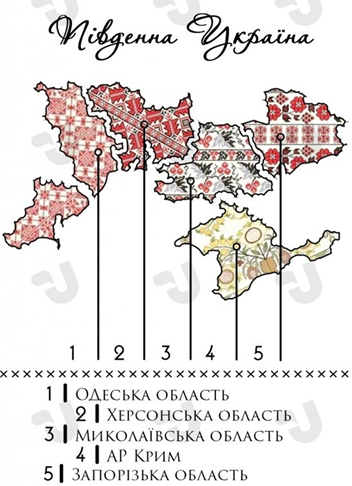 Південна Україна
1 2 3 4 5
1 | Одеська область
2 | Херсонська область
3 | Миколаївська область
4 | АР Крим
5 | Запорізька область